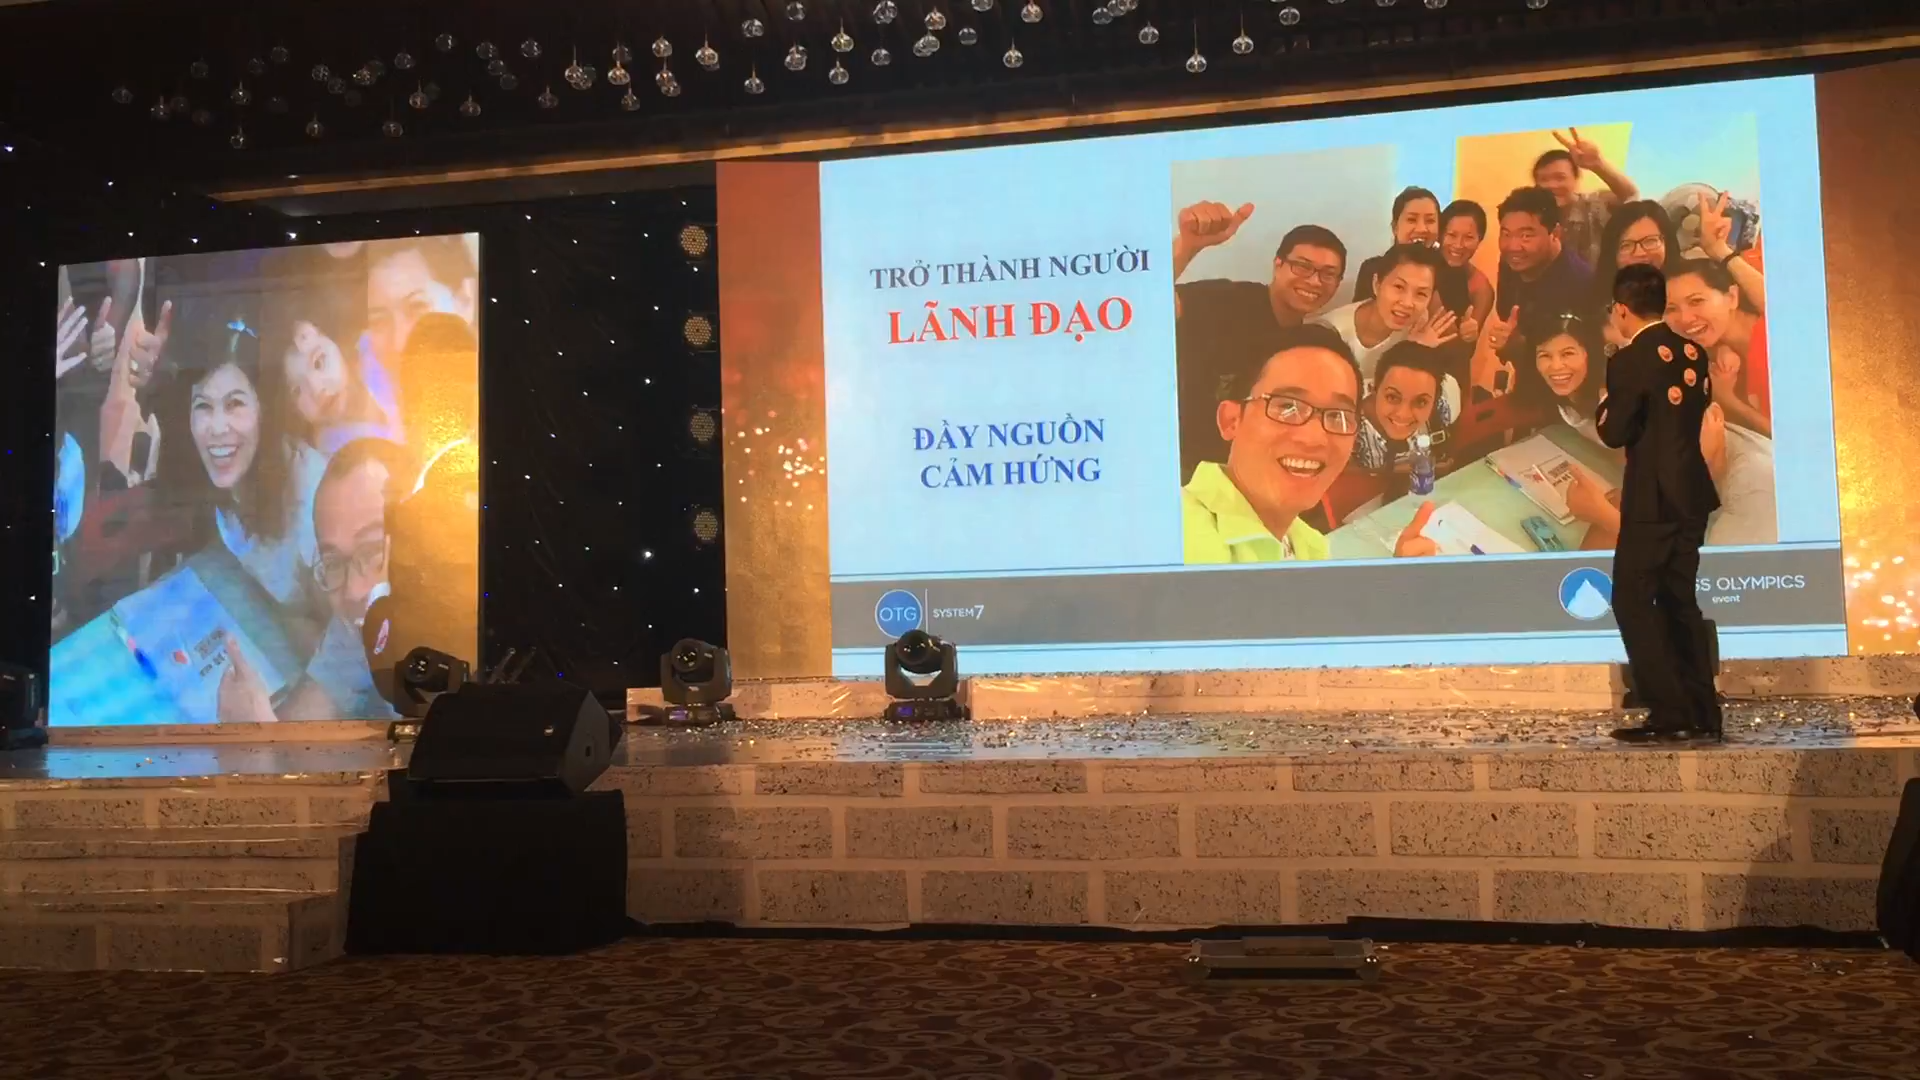 TRỞ THÀNH NGƯỜI
LÃNH ĐẠO
ĐẦY NGUỒN
CẢM HỨNG
OTG
SYSTEM7
SS OLYMPICS
event